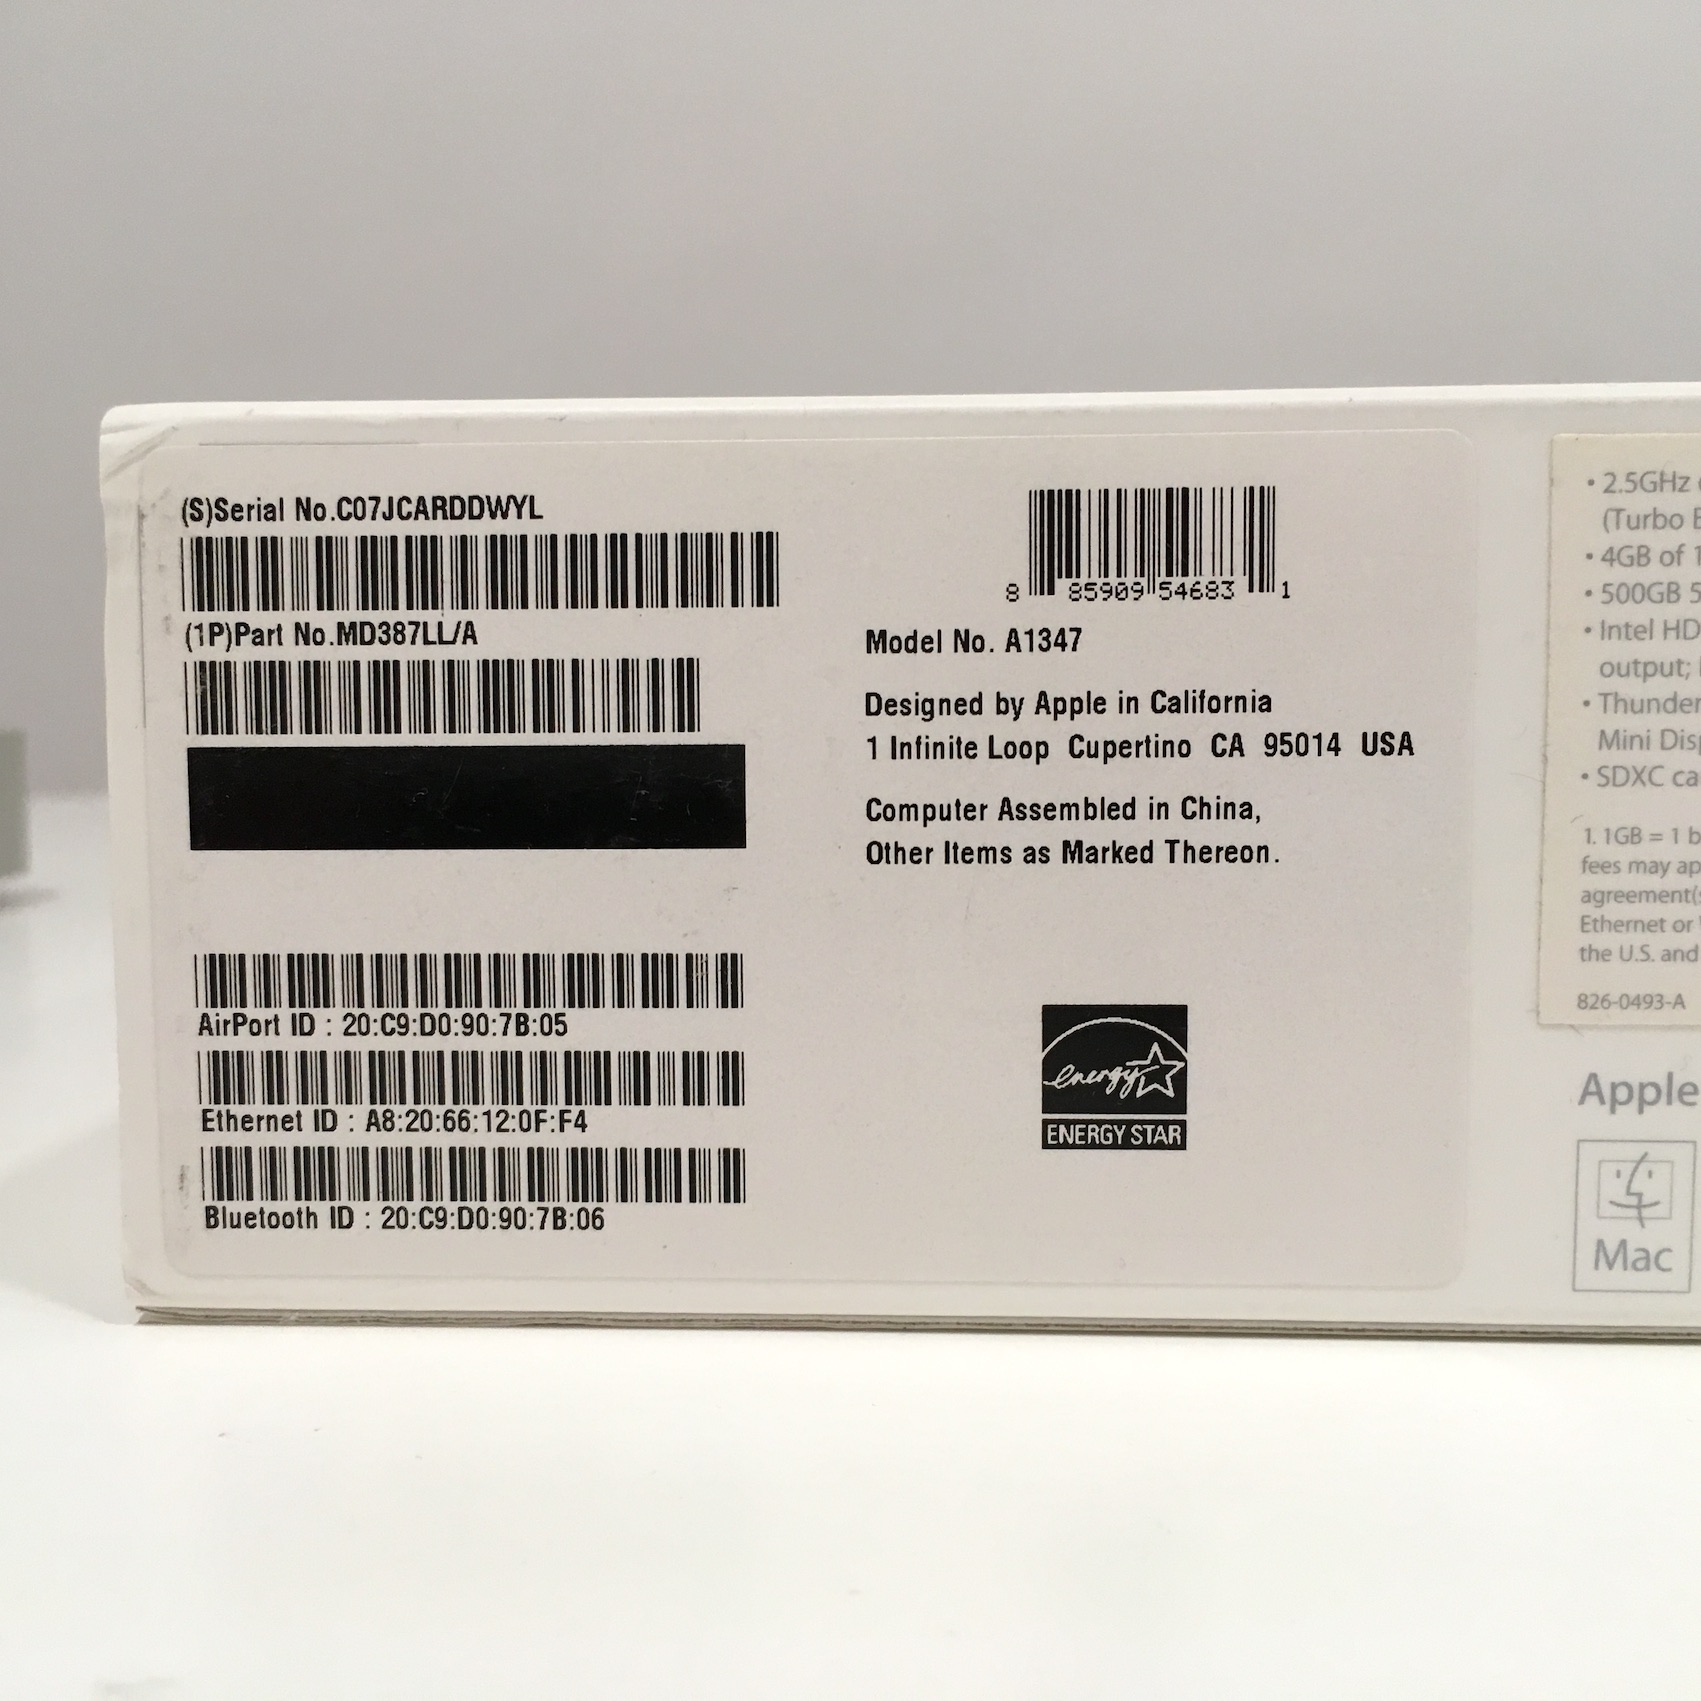 (S)Serial No.C07JCARDDWYL
(1P)Part No.MD387LL/A
AirPort ID : 20:C9:D0:90:7B:05
Ethernet ID : A8:20:66:12:0F:F4
Bluetooth ID : 20:C9:D0:90:7B:06
8 85909 54683 1
Model No. A1347
Designed by Apple in California
1 Infinite Loop Cupertino CA 95014 USA
Computer Assembled in China,
Other Items as Marked Thereon.
energy
ENERGY STAR
• 2.5GHz
(Turbo
• 4GB of
• 500GB
• Intel HD
output;
• Thunder
Mini Dis
• SDXC ca
1. 1GB = 1 b
fees may ap
agreement(s
Ethernet or
the U.S. and
826-0493-A
Apple
Mac